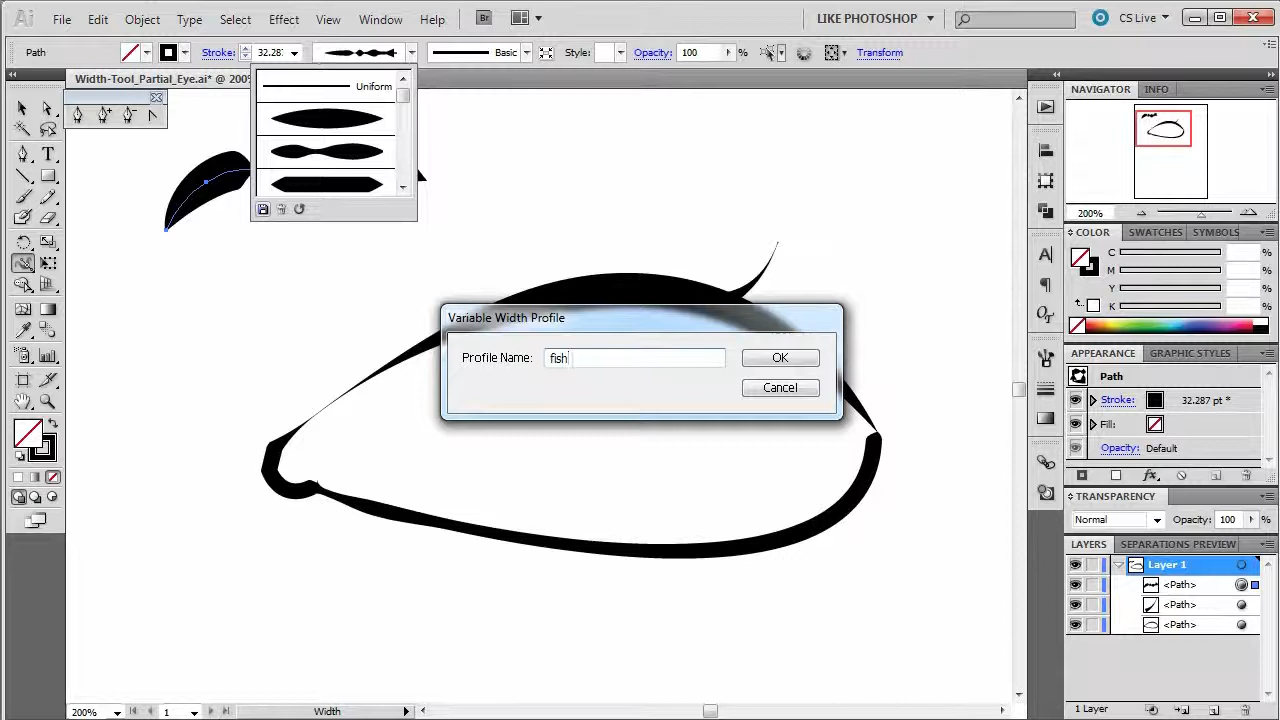 Ai File Edit Object Type Select Effect View Window Help Br LIKE PHOTOSHOP CS Live
Path Stroke: 32.287 Basic Style: Opacity: 100 % Transform
Width-Tool_Partial_Eye.ai* @ 200%
Uniform
Variable Width Profile
Profile Name: fish OK
Cancel
NAVIGATOR INFO
200%
COLOR SWATCHES SYMBOLS
C %
M %
Y %
K %
APPEARANCE GRAPHIC STYLES
Path
Stroke: 32.287 pt *
Fill:
Opacity: Default
fx
TRANSPARENCY
Normal Opacity: 100 %
LAYERS SEPARATIONS PREVIEW
Layer 1
<Path>
<Path>
<Path>
1 Layer
200% 1 Width